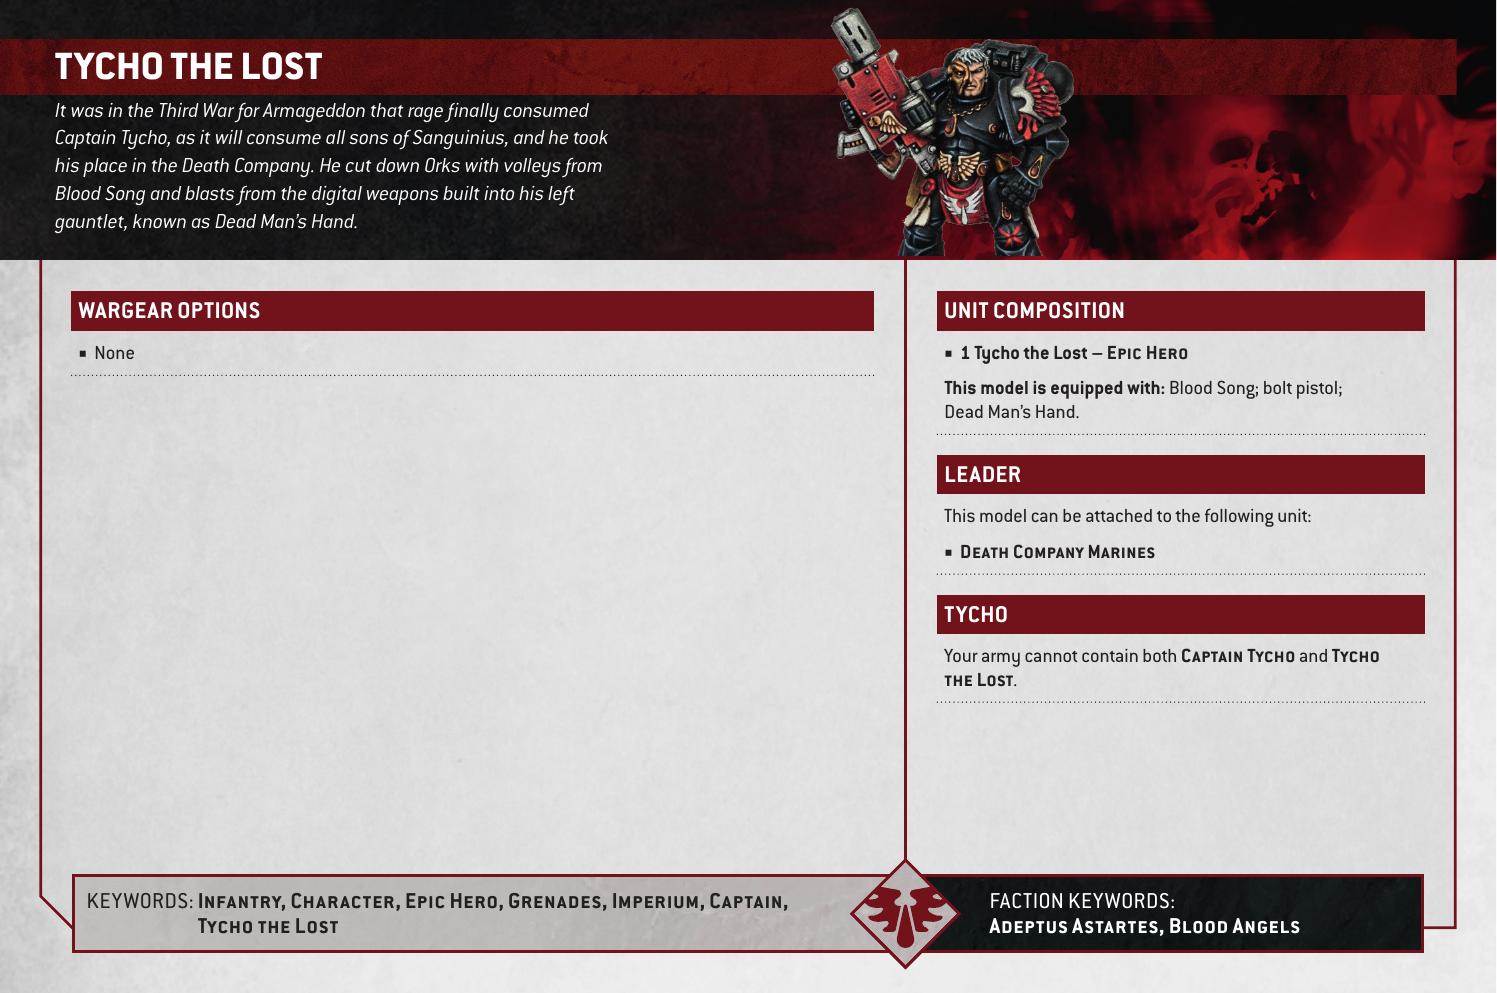 TYCHO THE LOST
It was in the Third War for Armageddon that rage finally consumed
Captain Tycho, as it will consume all sons of Sanguinius, and he took
his place in the Death Company. He cut down Orks with volleys from
Blood Song and blasts from the digital weapons built into his left
gauntlet, known as Dead Man's Hand.
WARGEAR OPTIONS
■ None
UNIT COMPOSITION
■ 1 Tycho the Lost – EPIC HERO
This model is equipped with: Blood Song; bolt pistol;
Dead Man's Hand.
LEADER
This model can be attached to the following unit:
■ DEATH COMPANY MARINES
TYCHO
Your army cannot contain both CAPTAIN TYCHO and TYCHO
THE LOST.
KEYWORDS: INFANTRY, CHARACTER, EPIC HERO, GRENADES, IMPERIUM, CAPTAIN,
TYCHO THE LOST
FACTION KEYWORDS:
ADEPTUS ASTARTES, BLOOD ANGELS